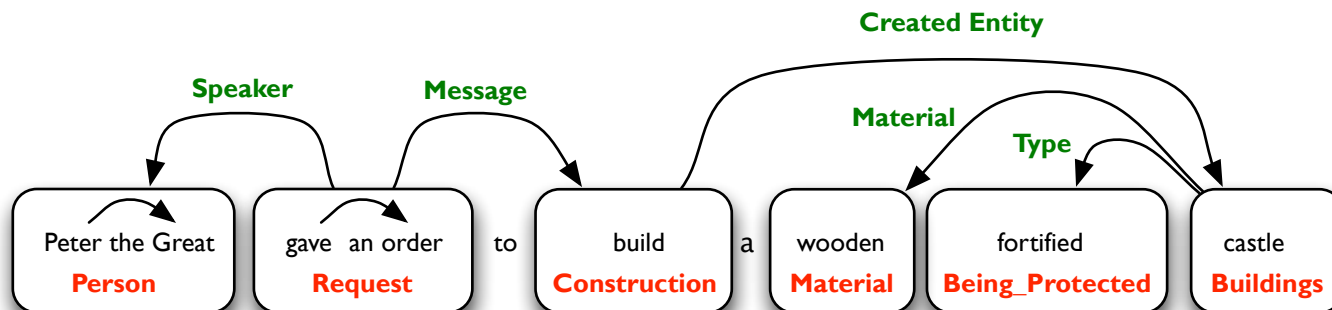 Created Entity
Speaker Message
Material
Type
Peter the Great gave an order to build a wooden fortified castle
Person Request Construction Material Being_Protected Buildings